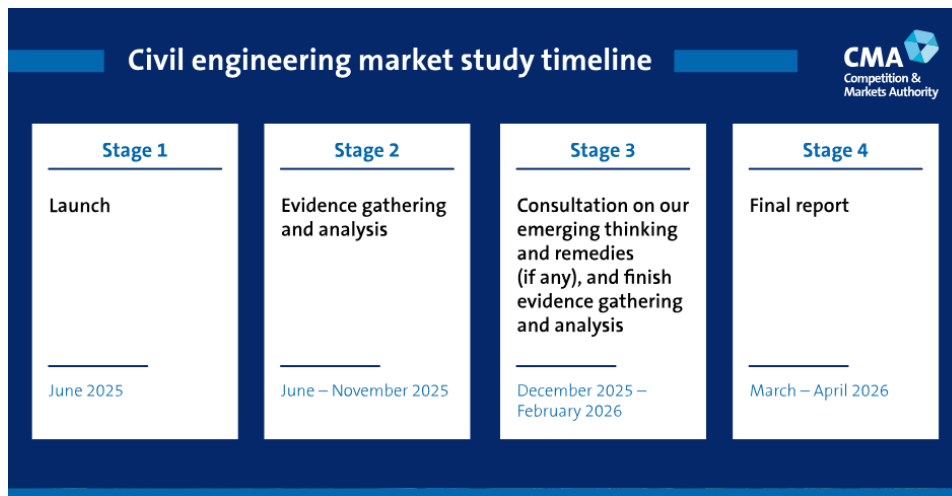 Civil engineering market study timeline
CMA
Competition &
Markets Authority
Stage 1
Launch
June 2025
Stage 2
Evidence gathering
and analysis
June – November 2025
Stage 3
Consultation on our
emerging thinking
and remedies
(if any), and finish
evidence gathering
and analysis
December 2025 –
February 2026
Stage 4
Final report
March – April 2026